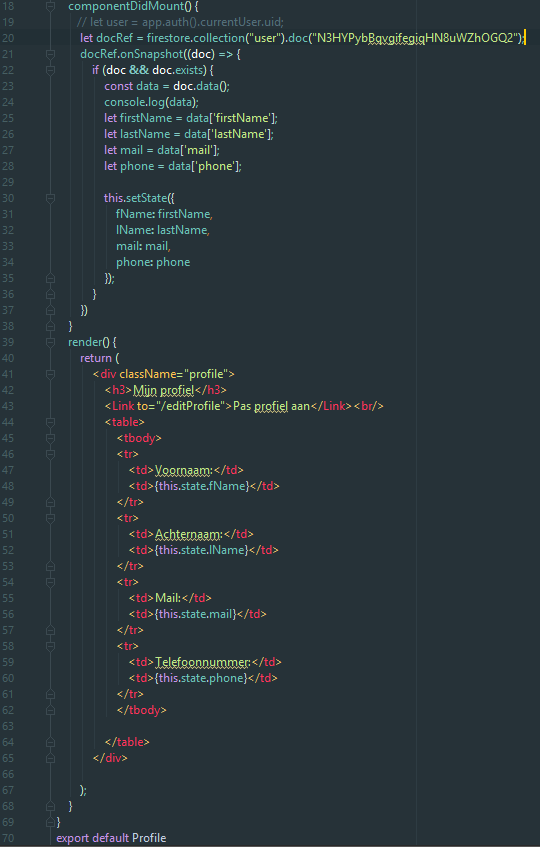 18 componentDidMount() {
19 // let user = app.auth().currentUser.uid;
20 let docRef = firestore.collection("user").doc("N3HYPybBqvgifegiqHN8uWZhOGQ2");
21 docRef.onSnapshot((doc) => {
22 if (doc && doc.exists) {
23 const data = doc.data();
24 console.log(data);
25 let firstName = data['firstName'];
26 let lastName = data['lastName'];
27 let mail = data['mail'];
28 let phone = data['phone'];
29
30 this.setState({
31 fName: firstName,
32 lName: lastName,
33 mail: mail,
34 phone: phone
35 });
36 }
37 })
38 }
39 render() {
40 return (
41 <div className="profile">
42 <h3>Mijn profiel</h3>
43 <Link to="/editProfile">Pas profiel aan</Link><br/>
44 <table>
45 <tbody>
46 <tr>
47 <td>Voornaam:</td>
48 <td>{this.state.fName}</td>
49 </tr>
50 <tr>
51 <td>Achternaam:</td>
52 <td>{this.state.lName}</td>
53 </tr>
54 <tr>
55 <td>Mail:</td>
56 <td>{this.state.mail}</td>
57 </tr>
58 <tr>
59 <td>Telefoonnummer:</td>
60 <td>{this.state.phone}</td>
61 </tr>
62 </tbody>
63
64 </table>
65 </div>
66
67 );
68 }
69 }
70 export default Profile